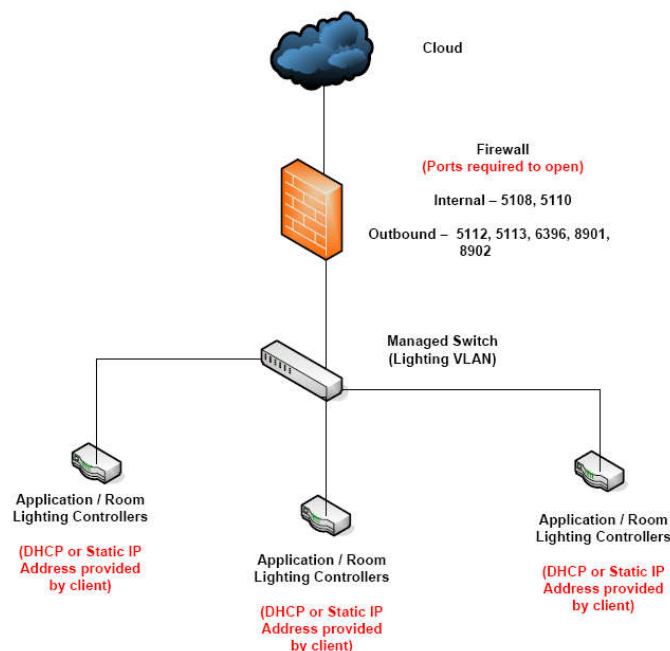 Cloud
Firewall
(Ports required to open)
Internal – 5108, 5110
Outbound – 5112, 5113, 6396, 8901,
8902
Managed Switch
(Lighting VLAN)
Application / Room
Lighting Controllers
(DHCP or Static IP
Address provided
by client)
Application / Room
Lighting Controllers
(DHCP or Static IP
Address provided
by client)
Application / Room
Lighting Controllers
(DHCP or Static IP
Address provided
by client)